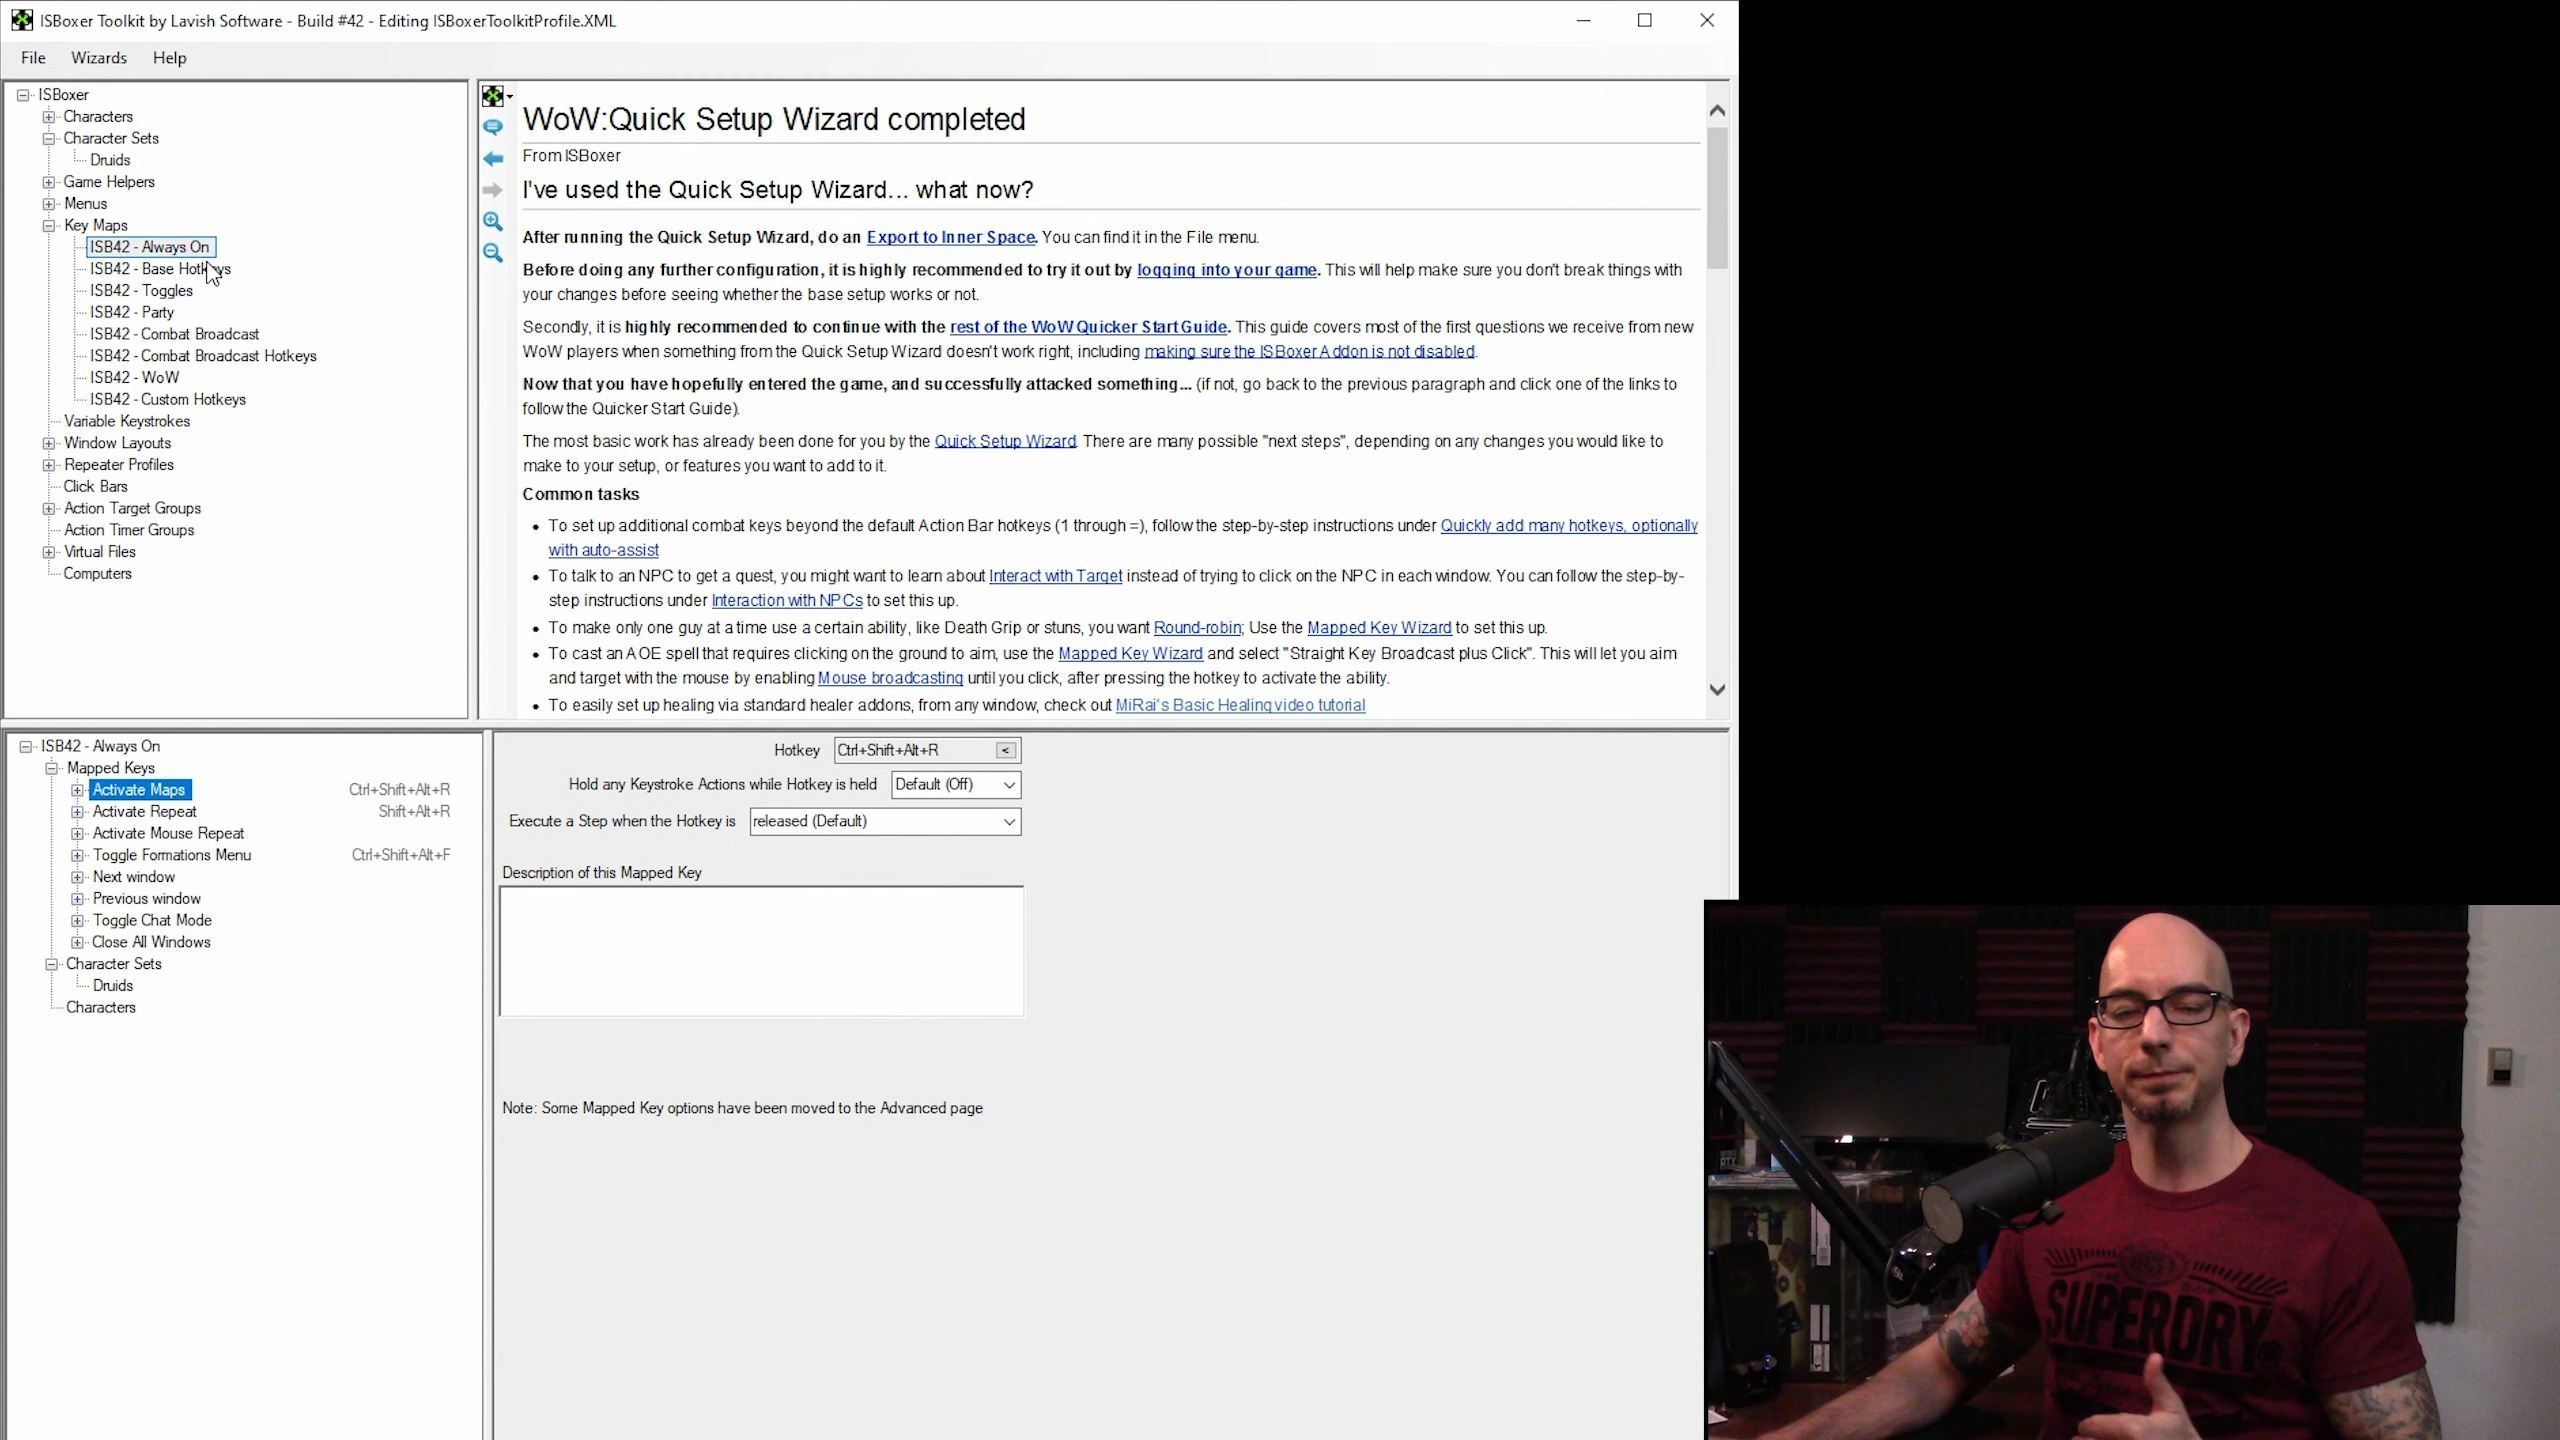 ISBoxer Toolkit by Lavish Software - Build #42 - Editing ISBoxerToolkitProfile.XML
File Wizards Help
ISBoxer
Characters
Character Sets
Druids
Game Helpers
Menus
Key Maps
ISB42 - Always On
ISB42 - Base Hotkeys
ISB42 - Toggles
ISB42 - Party
ISB42 - Combat Broadcast
ISB42 - Combat Broadcast Hotkeys
ISB42 - WoW
ISB42 - Custom Hotkeys
Variable Keystrokes
Window Layouts
Repeater Profiles
Click Bars
Action Target Groups
Action Timer Groups
Virtual Files
Computers
WoW:Quick Setup Wizard completed
From ISBoxer
I've used the Quick Setup Wizard... what now?
After running the Quick Setup Wizard, do an Export to Inner Space. You can find it in the File menu.
Before doing any further configuration, it is highly recommended to try it out by logging into your game. This will help make sure you don't break things with
your changes before seeing whether the base setup works or not.
Secondly, it is highly recommended to continue with the rest of the WoW Quicker Start Guide. This guide covers most of the first questions we receive from new
WoW players when something from the Quick Setup Wizard doesn't work right, including making sure the ISBoxer Addon is not disabled.
Now that you have hopefully entered the game, and successfully attacked something... (if not, go back to the previous paragraph and click one of the links to
follow the Quicker Start Guide).
The most basic work has already been done for you by the Quick Setup Wizard. There are many possible "next steps", depending on any changes you would like to
make to your setup, or features you want to add to it.
Common tasks
To set up additional combat keys beyond the default Action Bar hotkeys (1 through =), follow the step-by-step instructions under Quickly add many hotkeys, optionally
with auto-assist
To talk to an NPC to get a quest, you might want to learn about Interact with Target instead of trying to click on the NPC in each window. You can follow the step-by-
step instructions under Interaction with NPCs to set this up.
To make only one guy at a time use a certain ability, like Death Grip or stuns, you want Round-robin; Use the Mapped Key Wizard to set this up.
To cast an AOE spell that requires clicking on the ground to aim, use the Mapped Key Wizard and select "Straight Key Broadcast plus Click". This will let you aim
and target with the mouse by enabling Mouse broadcasting until you click, after pressing the hotkey to activate the ability.
To easily set up healing via standard healer addons, from any window, check out MiRai's Basic Healing video tutorial
ISB42 - Always On
Mapped Keys
Activate Maps Ctrl+Shift+Alt+R
Activate Repeat Shift+Alt+R
Activate Mouse Repeat
Toggle Formations Menu Ctrl+Shift+Alt+F
Next window
Previous window
Toggle Chat Mode
Close All Windows
Character Sets
Druids
Characters
Hotkey Ctrl+Shift+Alt+R <
Hold any Keystroke Actions while Hotkey is held Default (Off)
Execute a Step when the Hotkey is released (Default)
Description of this Mapped Key
Note: Some Mapped Key options have been moved to the Advanced page
SUPERDRY